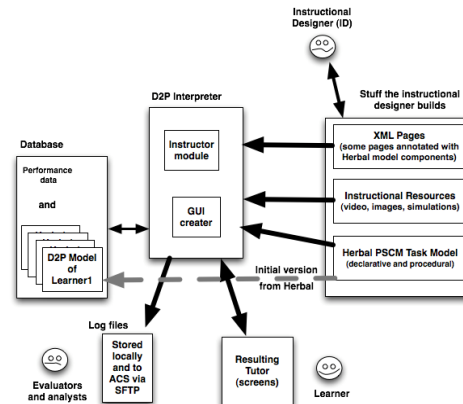 Instructional
Designer (ID)
Stuff the instructional
designer builds
D2P Interpreter
XML Pages
(some pages annotated with
Herbal model components)
Instructor
module
Database
Performance
data
and
Instructional Resources
(video, images, simulations)
GUI
creater
Herbal PSCM Task Model
(declarative and procedural)
D2P Model
of
Learner1
Initial version
from Herbal
Log files
Stored
locally
and to
ACS via
SFTP
Resulting
Tutor
(screens)
Evaluators
and analysts
Learner